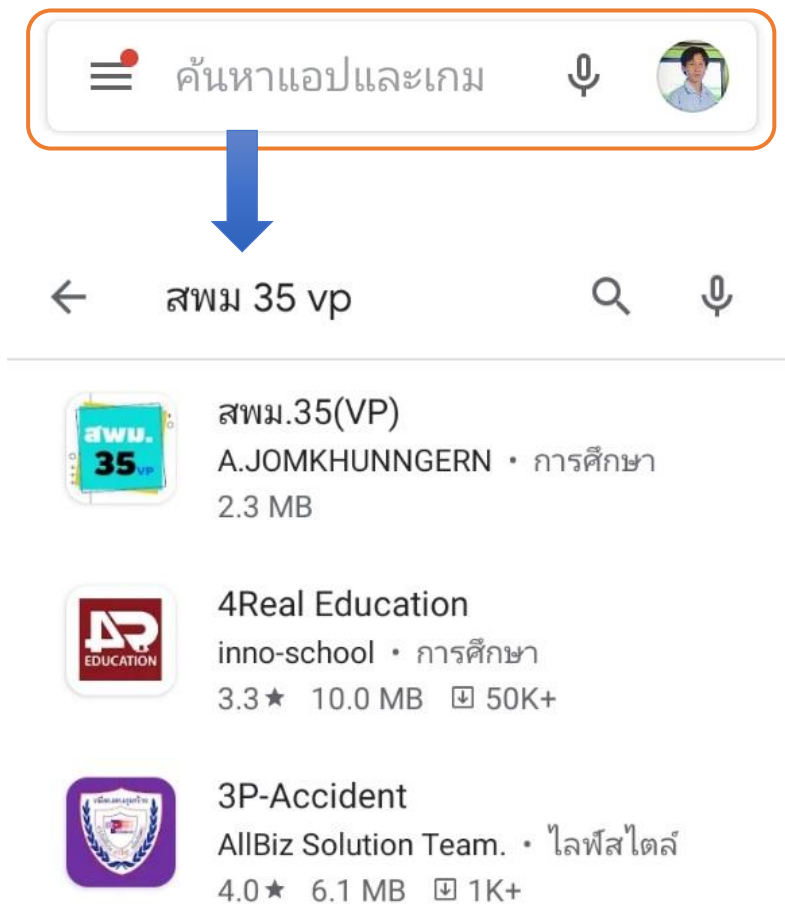 ค้นหาแอปและเกม
สพม 35 vp
สพม.
35 VP
สพม.35(VP)
A.JOMKHUNNGERN • การศึกษา
2.3 MB
EDUCATION
4Real Education
inno-school • การศึกษา
3.3★ 10.0 MB 50K+
3P-Accident
AllBiz Solution Team. • ไลฟ์สไตล์
4.0★ 6.1 MB 1K+